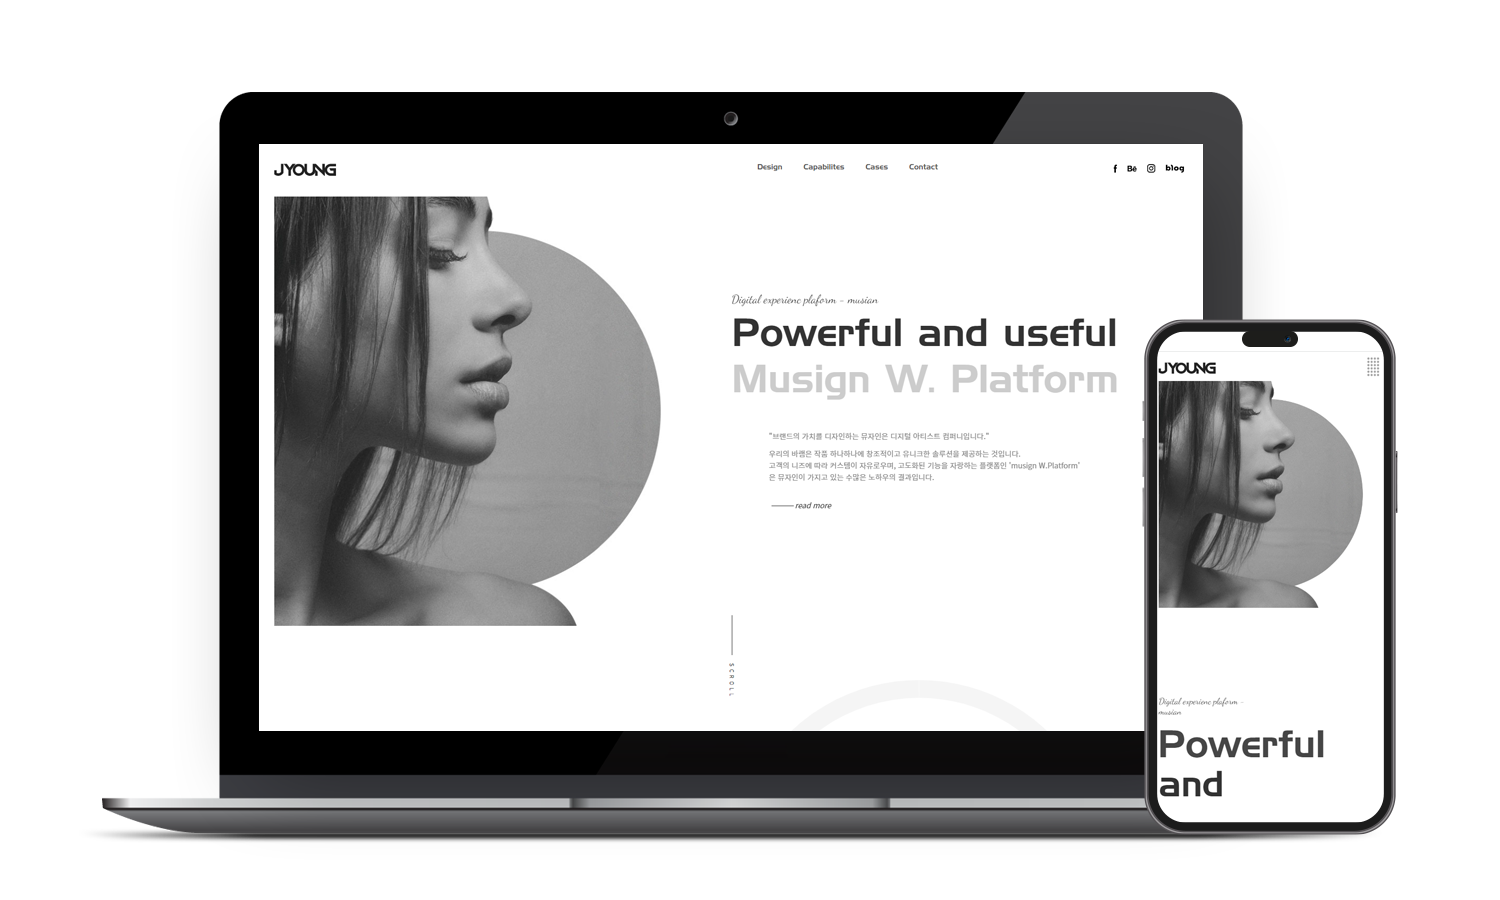 JYOUNG
Design Capabilites Cases Contact
f Bē blog
Digital experienc plaform - musian
Powerful and useful
Musign W. Platform
"브랜드의 가치를 디자인하는 뮤자인은 디지털 아티스트 컴퍼니입니다."
우리의 바램은 작품 하나하나에 창조적이고 유니크한 솔루션을 제공하는 것입니다.
고객의 니즈에 따라 커스텀이 자유로우며, 고도화된 기능을 자랑하는 플랫폼인 'musign W.Platform'
은 뮤자인이 가지고 있는 수많은 노하우의 결과입니다.
read more
SCROLL
JYOUNG
Digital experienc plaform -
musian
Powerful
and